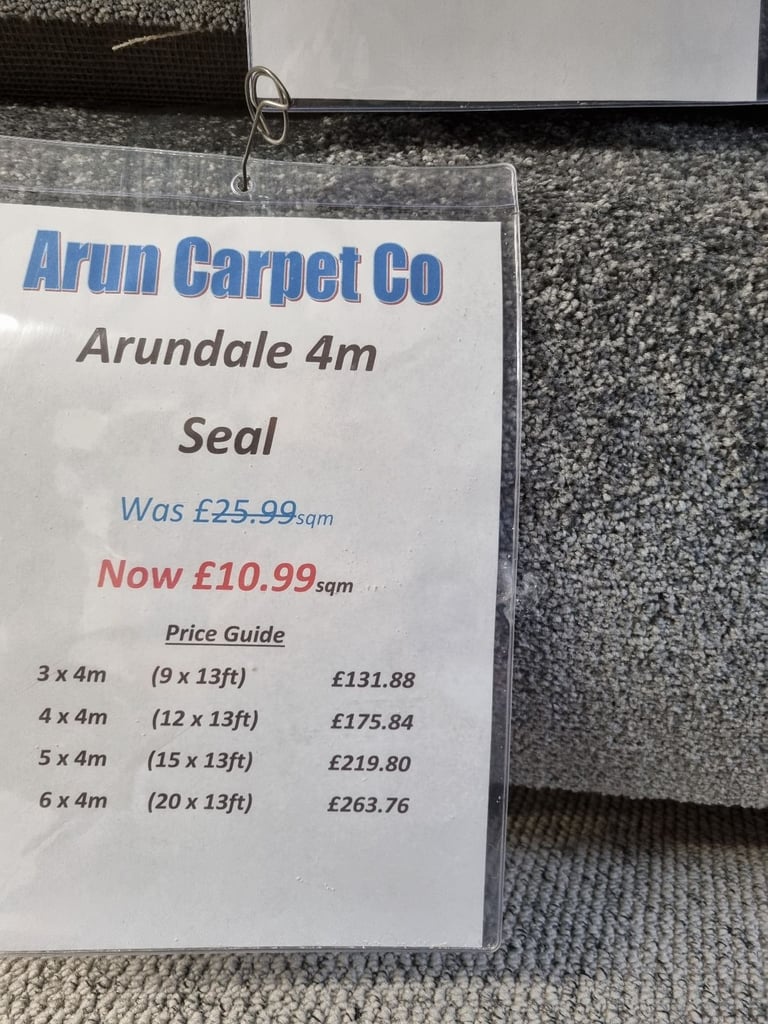 Arun Carpet Co
Arundale 4m
Seal
Was £25.99sqm
Now £10.99sqm
Price Guide
3 x 4m (9 x 13ft) £131.88
4 x 4m (12 x 13ft) £175.84
5 x 4m (15 x 13ft) £219.80
6 x 4m (20 x 13ft) £263.76